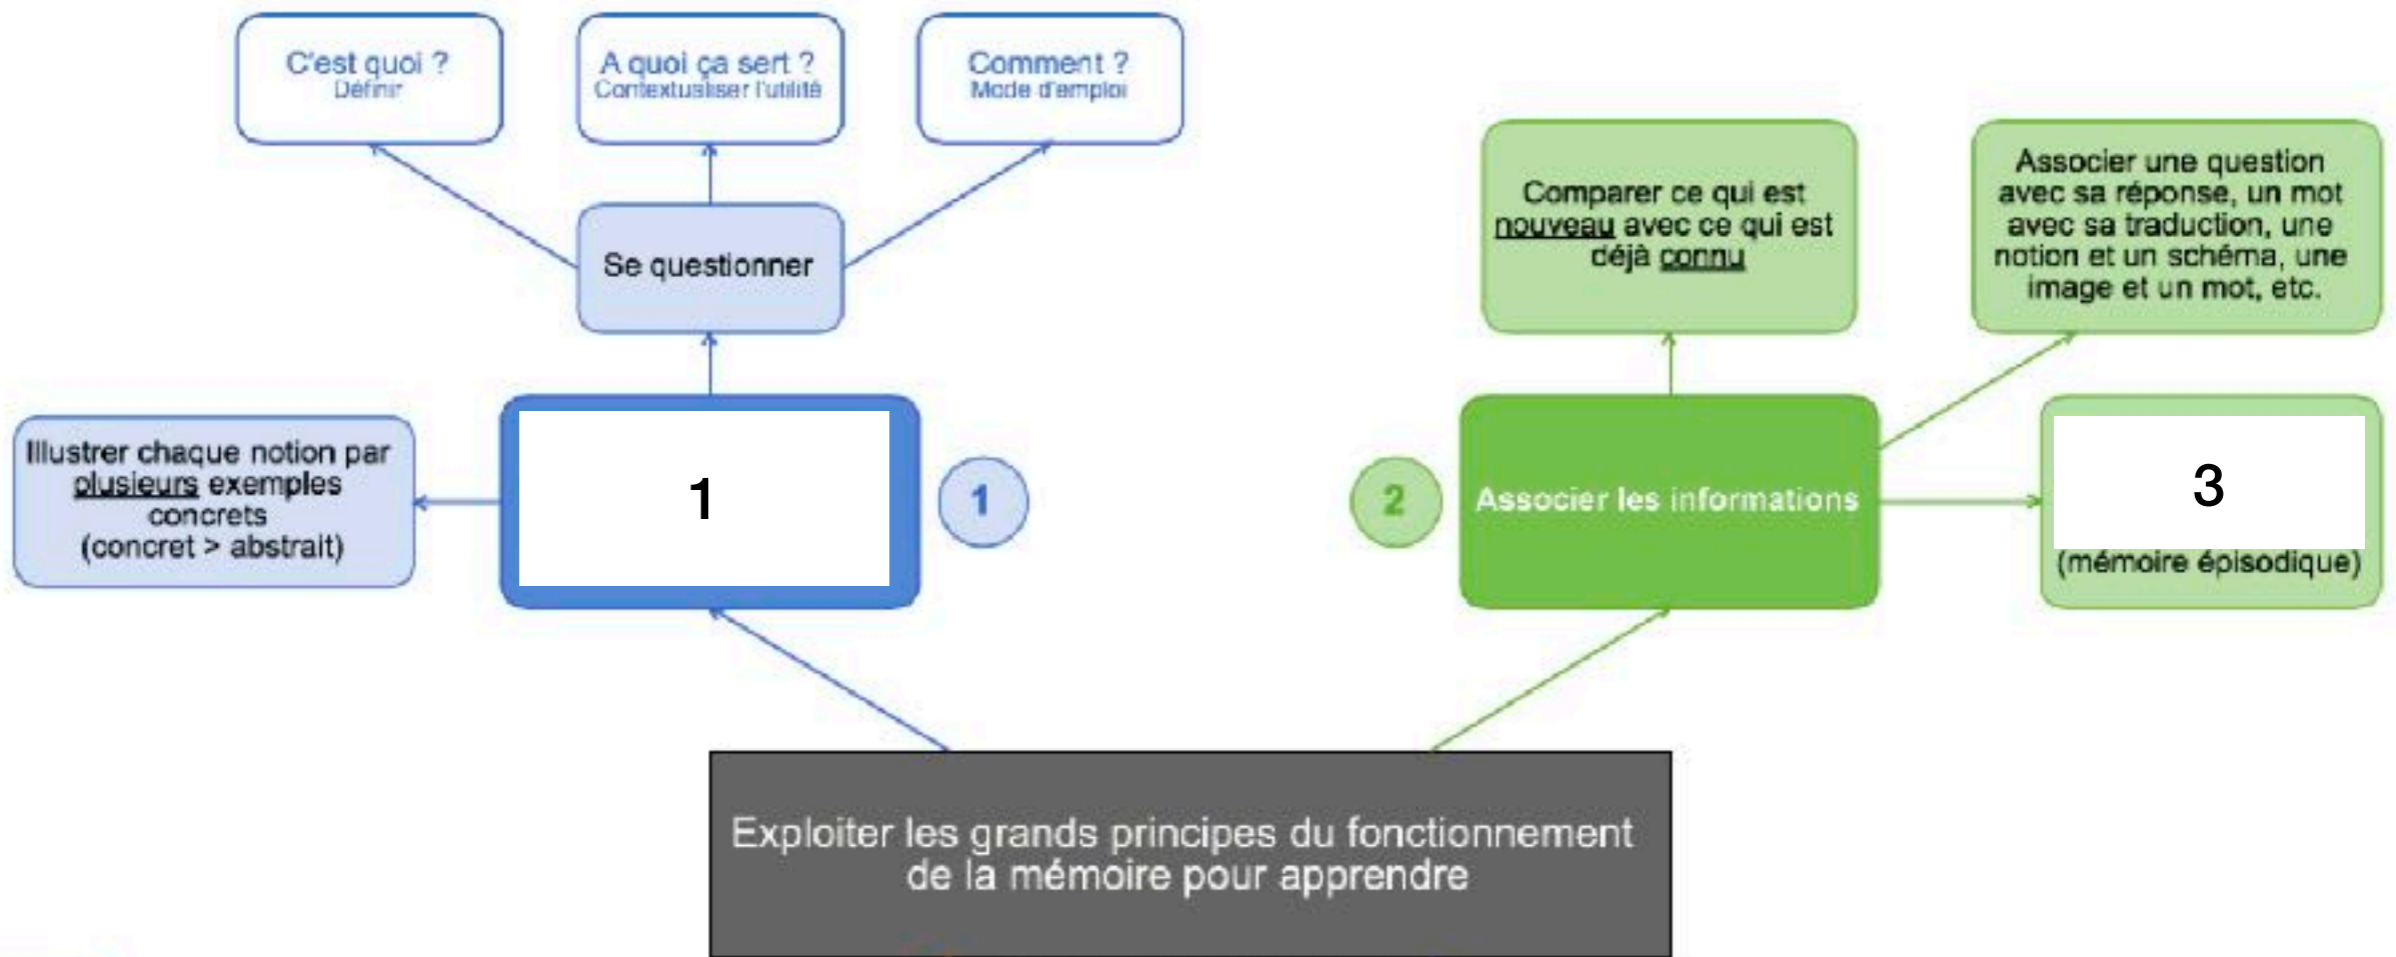 C'est quoi ?
Définir
A quoi ça sert ?
Contextualiser l'utilité
Comment ?
Mode d'emploi
Se questionner
Illustrer chaque notion par
plusieurs exemples
concrets
(concret > abstrait)
1
1
Comparer ce qui est
nouveau avec ce qui est
déjà connu
Associer une question
avec sa réponse, un mot
avec sa traduction, une
notion et un schéma, une
image et un mot, etc.
2
Associer les informations
3
(mémoire épisodique)
Exploiter les grands principes du fonctionnement
de la mémoire pour apprendre